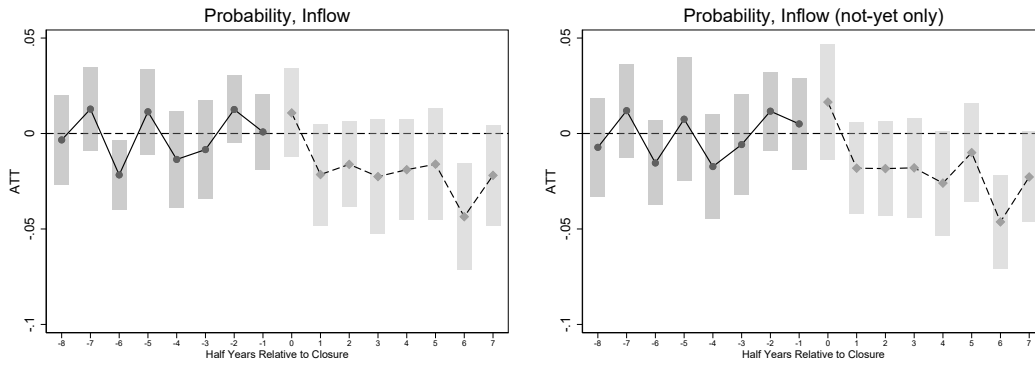 Probability, Inflow
.05
0
-.05
-.1
ATT
-8 -7 -6 -5 -4 -3 -2 -1 0 1 2 3 4 5 6 7
Half Years Relative to Closure
Probability, Inflow (not-yet only)
.05
0
-.05
-.1
ATT
-8 -7 -6 -5 -4 -3 -2 -1 0 1 2 3 4 5 6 7
Half Years Relative to Closure